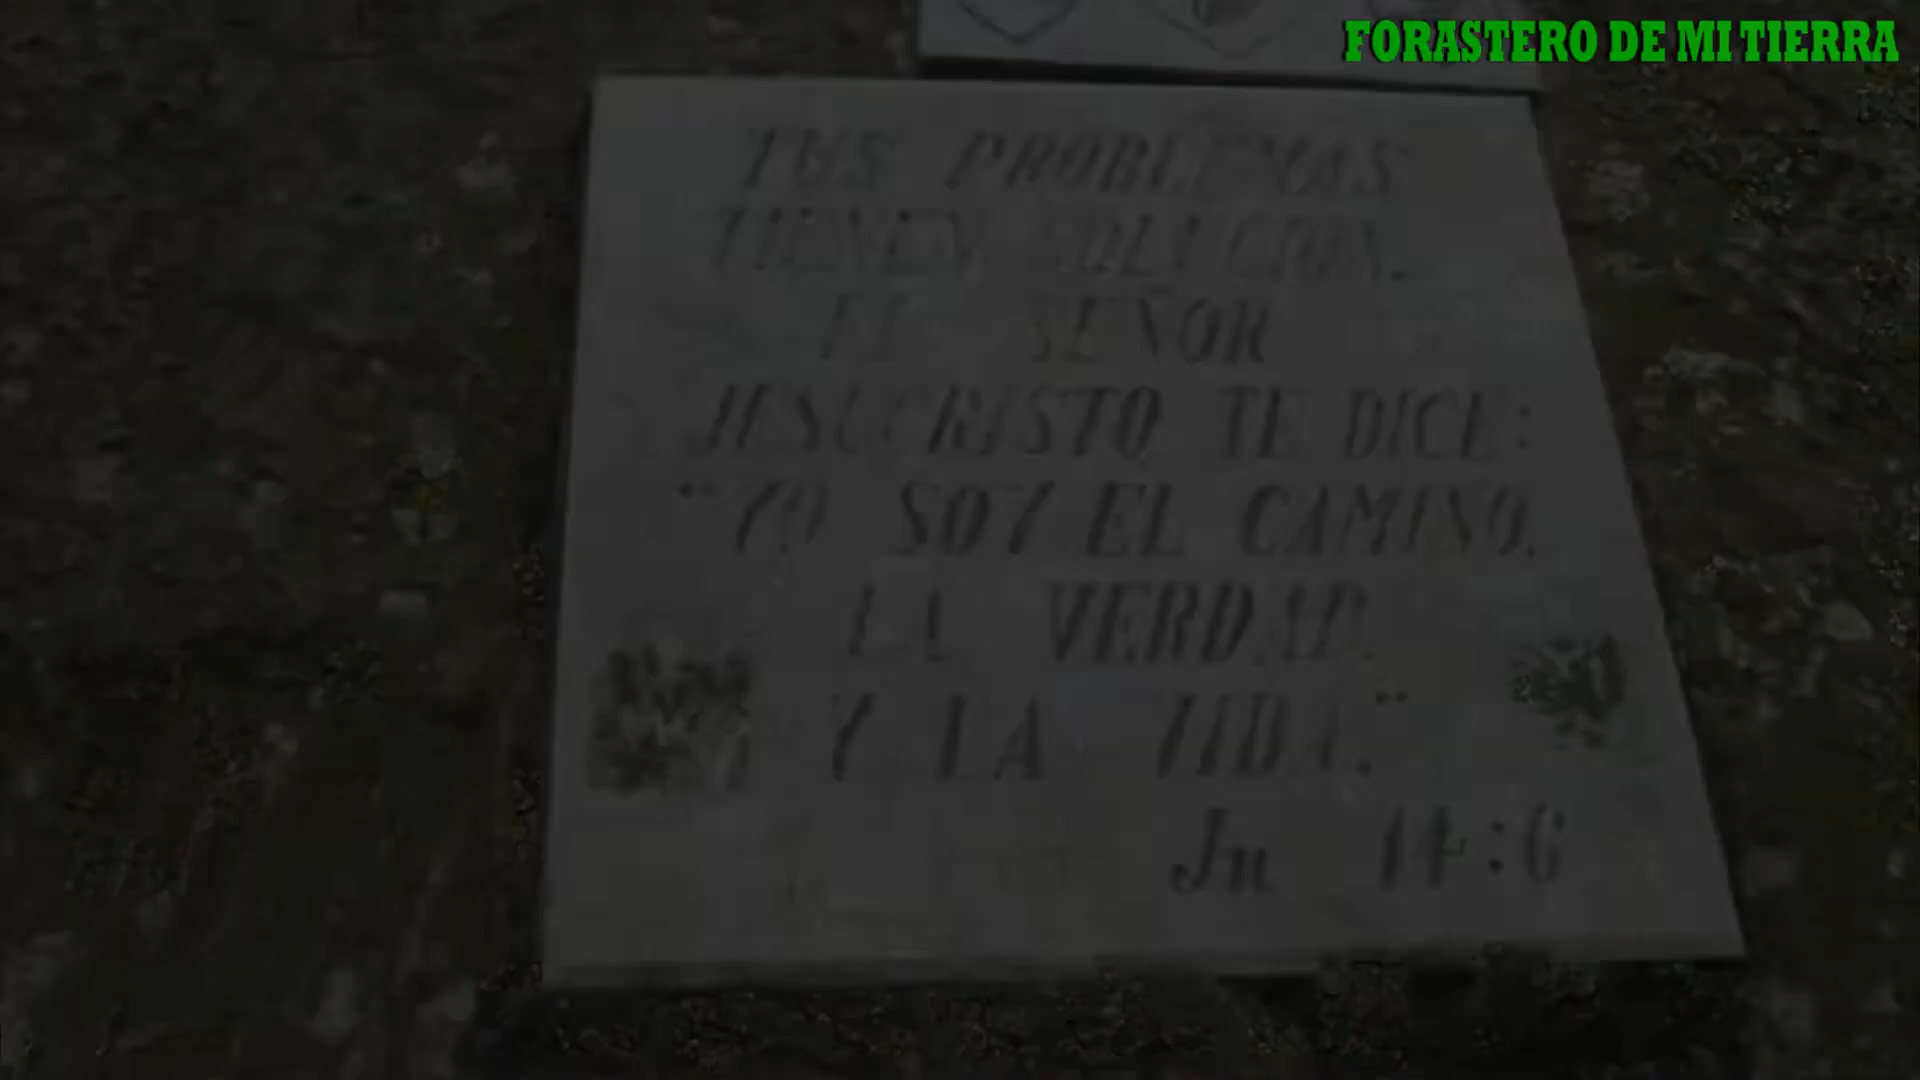 FORASTERO DE MI TIERRA
TUS PROBLEMAS
TIENEN SOLUCION.
EL SEÑOR
JESUCRISTO TE DICE:
"YO SOY EL CAMINO,
LA VERDAD,
Y LA VIDA."
Jn 14:6